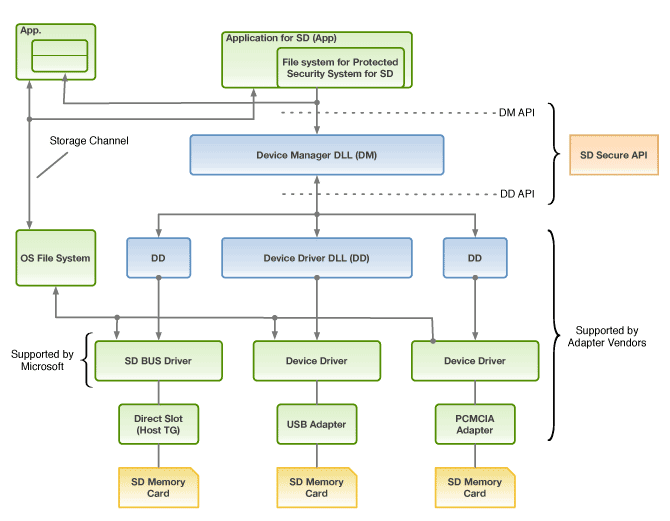 App.
Application for SD (App)
File system for Protected
Security System for SD
DM API
Storage Channel
Device Manager DLL (DM)
SD Secure API
DD API
OS File System
DD
Device Driver DLL (DD)
DD
Supported by
Adapter Vendors
Supported by
Microsoft
SD BUS Driver
Device Driver
Device Driver
Direct Slot
(Host TG)
USB Adapter
PCMCIA
Adapter
SD Memory
Card
SD Memory
Card
SD Memory
Card